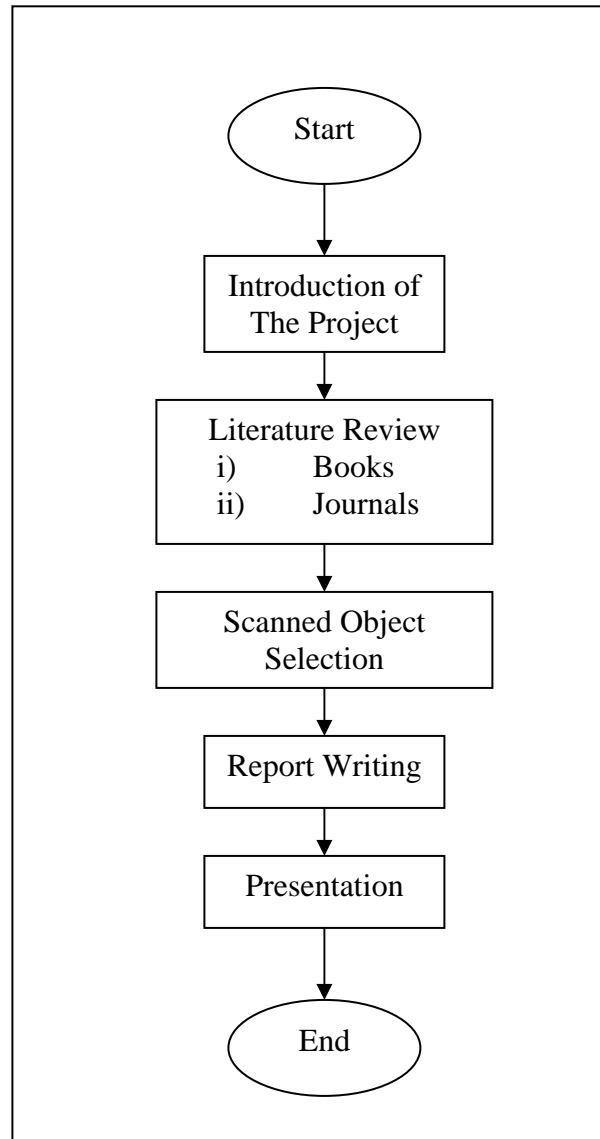 Start
Introduction of
The Project
Literature Review
i) Books
ii) Journals
Scanned Object
Selection
Report Writing
Presentation
End